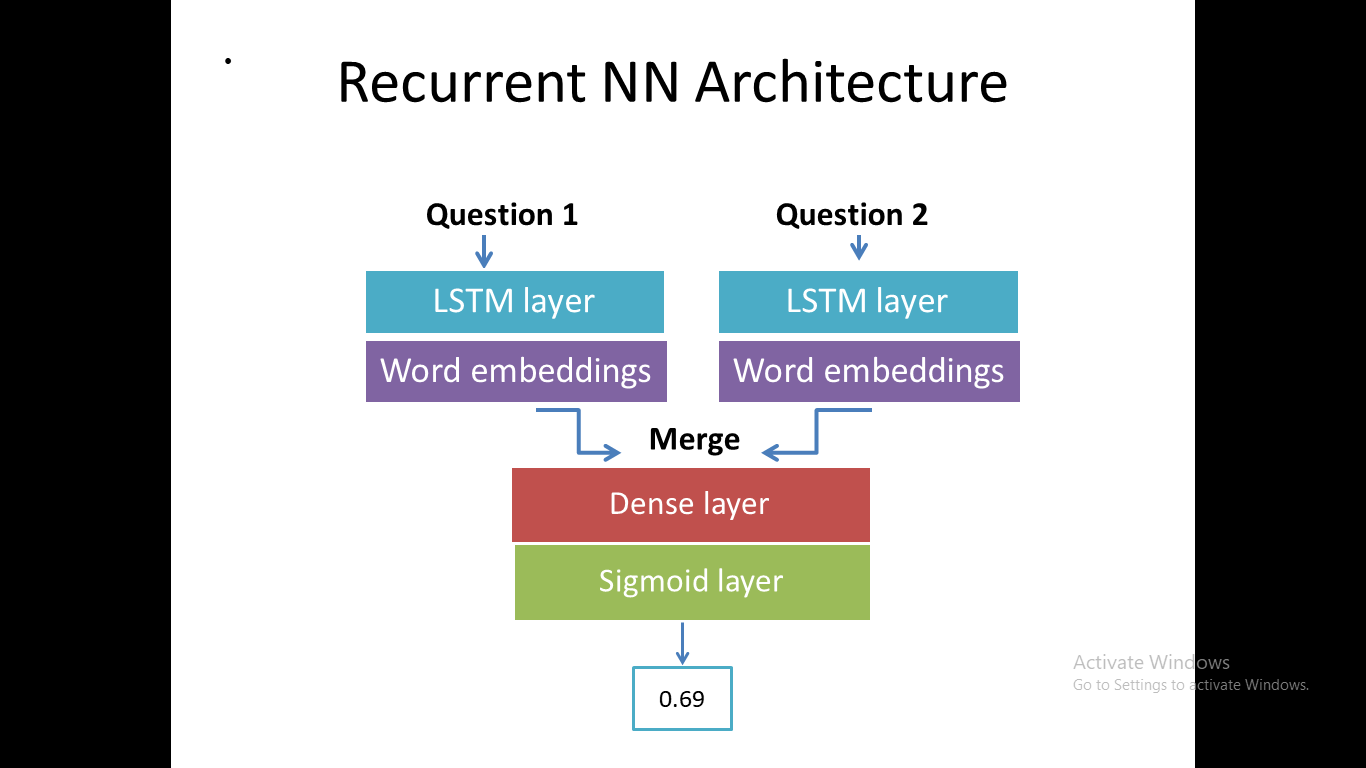 Recurrent NN Architecture
Question 1
Question 2
LSTM layer
LSTM layer
Word embeddings
Word embeddings
Merge
Dense layer
Sigmoid layer
0.69
Activate Windows
Go to Settings to activate Windows.